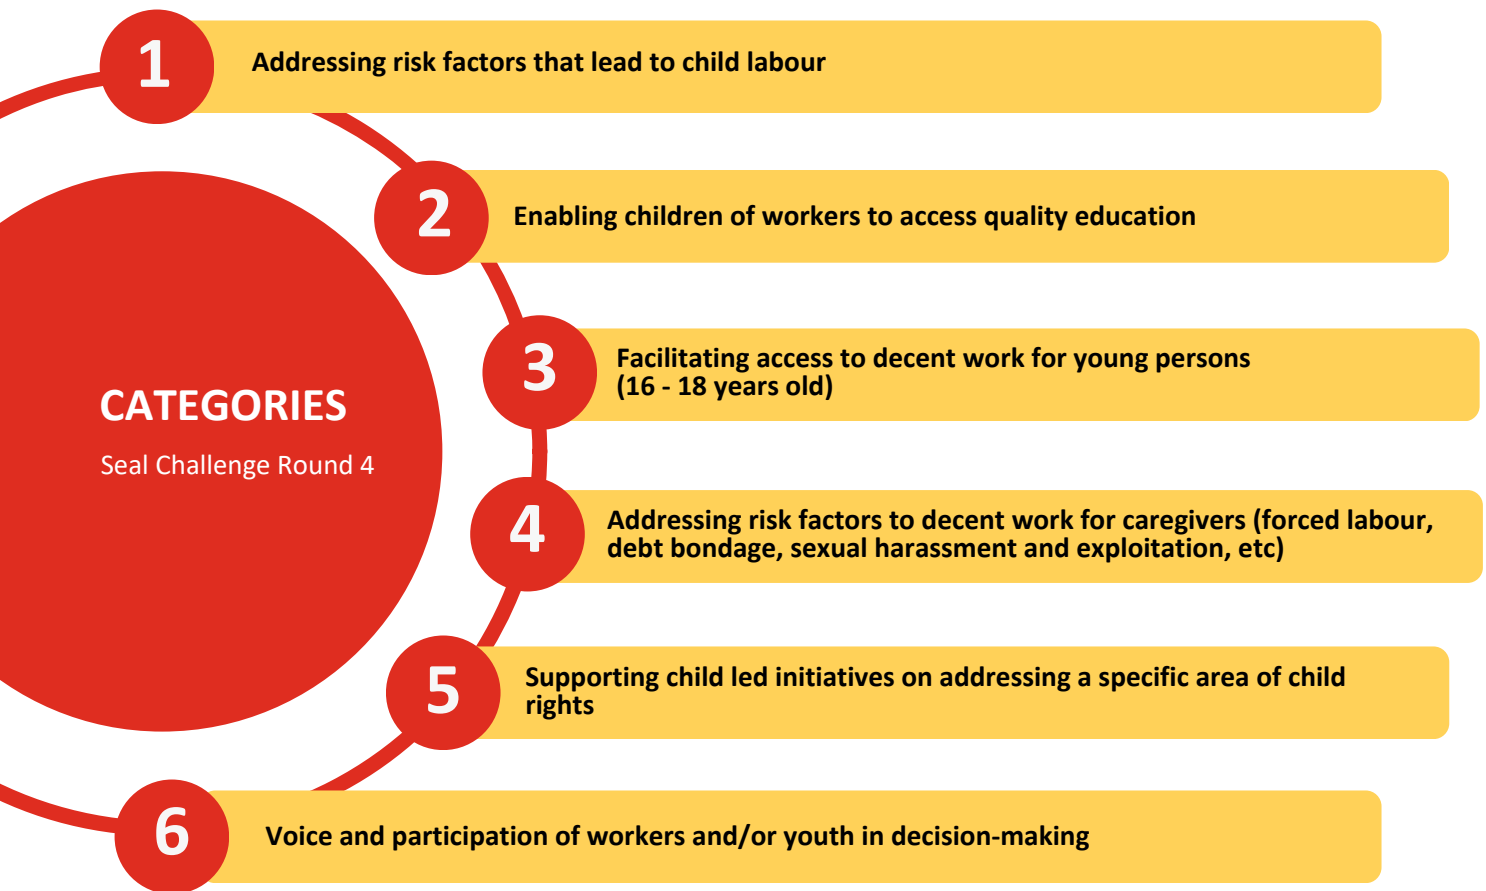 1
Addressing risk factors that lead to child labour
2
Enabling children of workers to access quality education
3
Facilitating access to decent work for young persons
(16 - 18 years old)
CATEGORIES
Seal Challenge Round 4
4
Addressing risk factors to decent work for caregivers (forced labour,
debt bondage, sexual harassment and exploitation, etc)
5
Supporting child led initiatives on addressing a specific area of child
rights
6
Voice and participation of workers and/or youth in decision-making